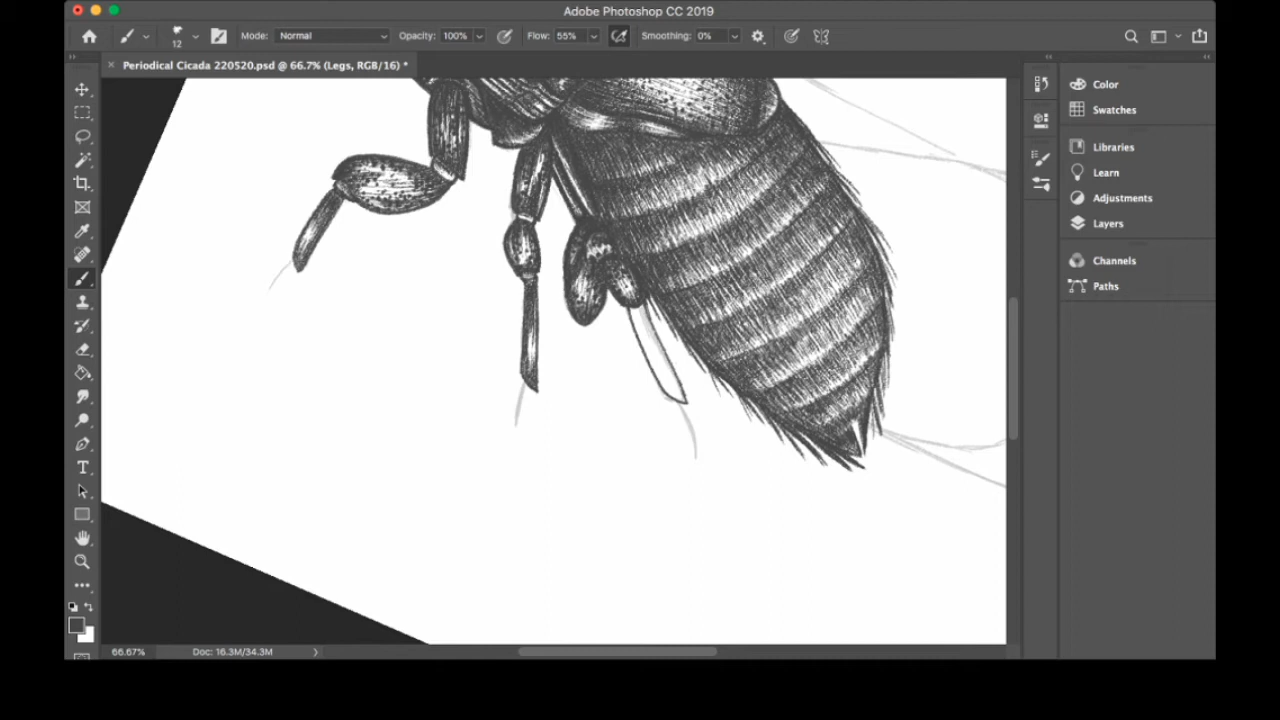 Adobe Photoshop CC 2019
12 Mode: Normal Opacity: 100% Flow: 55% Smoothing: 0%
Periodical Cicada 220520.psd @ 66.7% (Legs, RGB/16) *
Color
Swatches
Libraries
Learn
Adjustments
Layers
Channels
Paths
66.67% Doc: 16.3M/34.3M